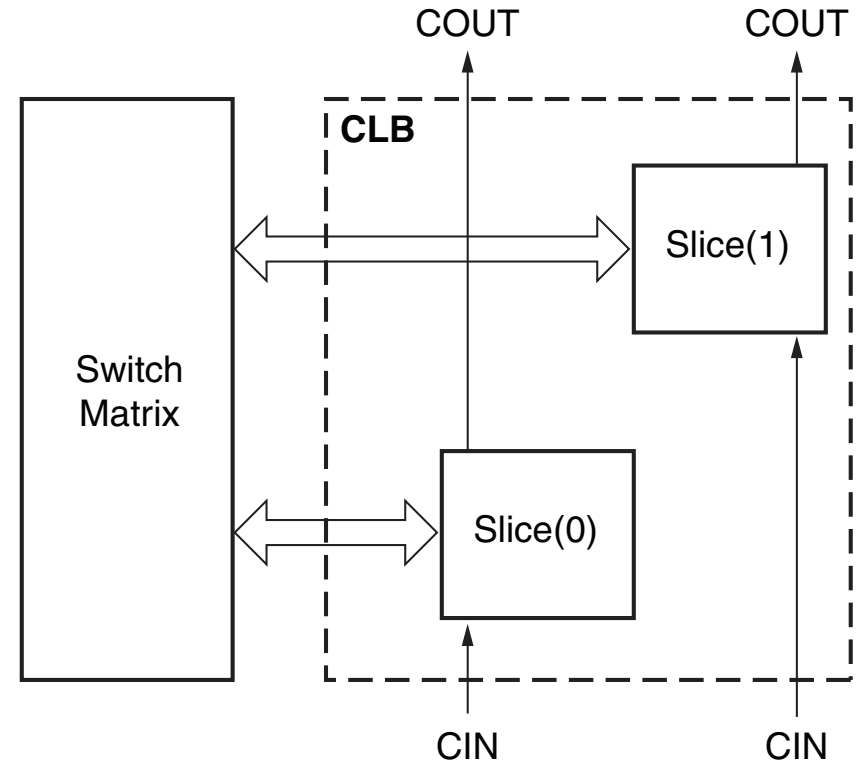 COUT
COUT
CLB
Slice(1)
Switch
Matrix
Slice(0)
CIN
CIN